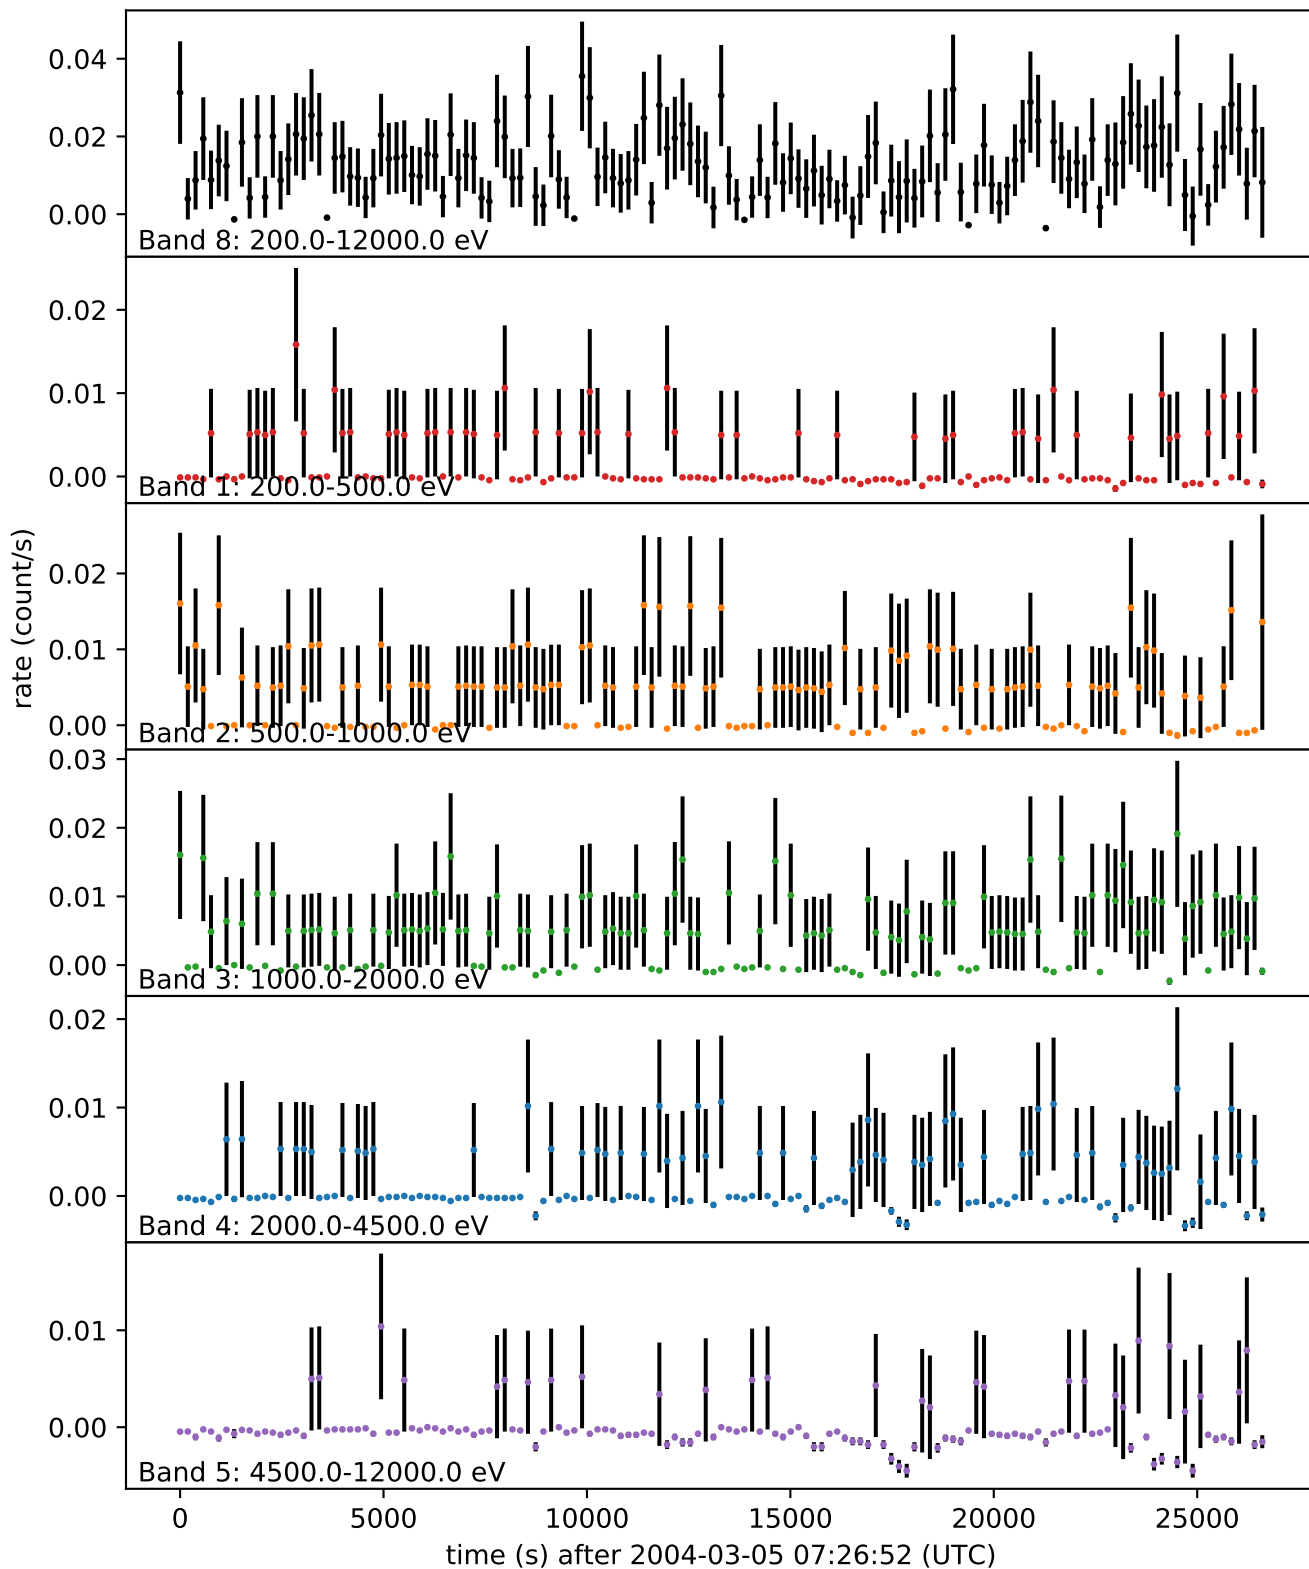 0.04
0.02
0.00
Band 8: 200.0-12000.0 eV
0.02
0.01
0.00
Band 1: 200.0-500.0 eV
rate (count/s)
0.02
0.01
0.00
Band 2: 500.0-1000.0 eV
0.03
0.02
0.01
0.00
Band 3: 1000.0-2000.0 eV
0.02
0.01
0.00
Band 4: 2000.0-4500.0 eV
0.01
0.00
Band 5: 4500.0-12000.0 eV
0 5000 10000 15000 20000 25000
time (s) after 2004-03-05 07:26:52 (UTC)